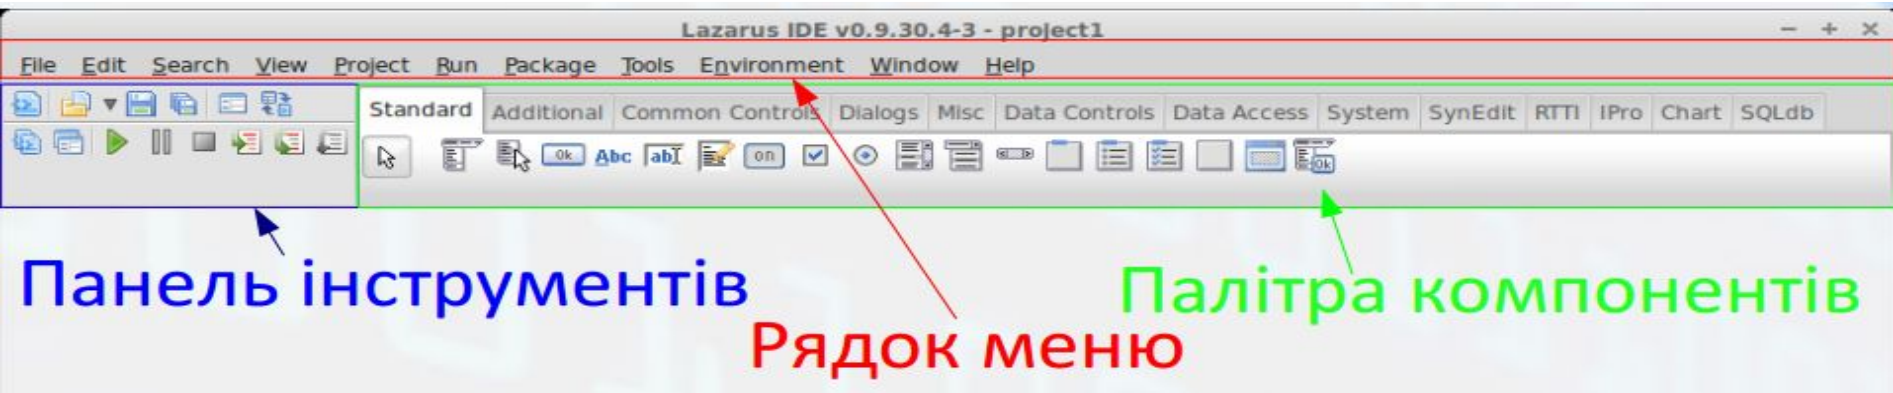 Lazarus IDE v0.9.30.4-3 - project1
File Edit Search View Project Run Package Tools Environment Window Help
Standard Additional Common Controls Dialogs Misc Data Controls Data Access System SynEdit RTTI IPro Chart SQLdb
Ok Abc abI on Ok
Панель інструментів
Палітра компонентів
Рядок меню